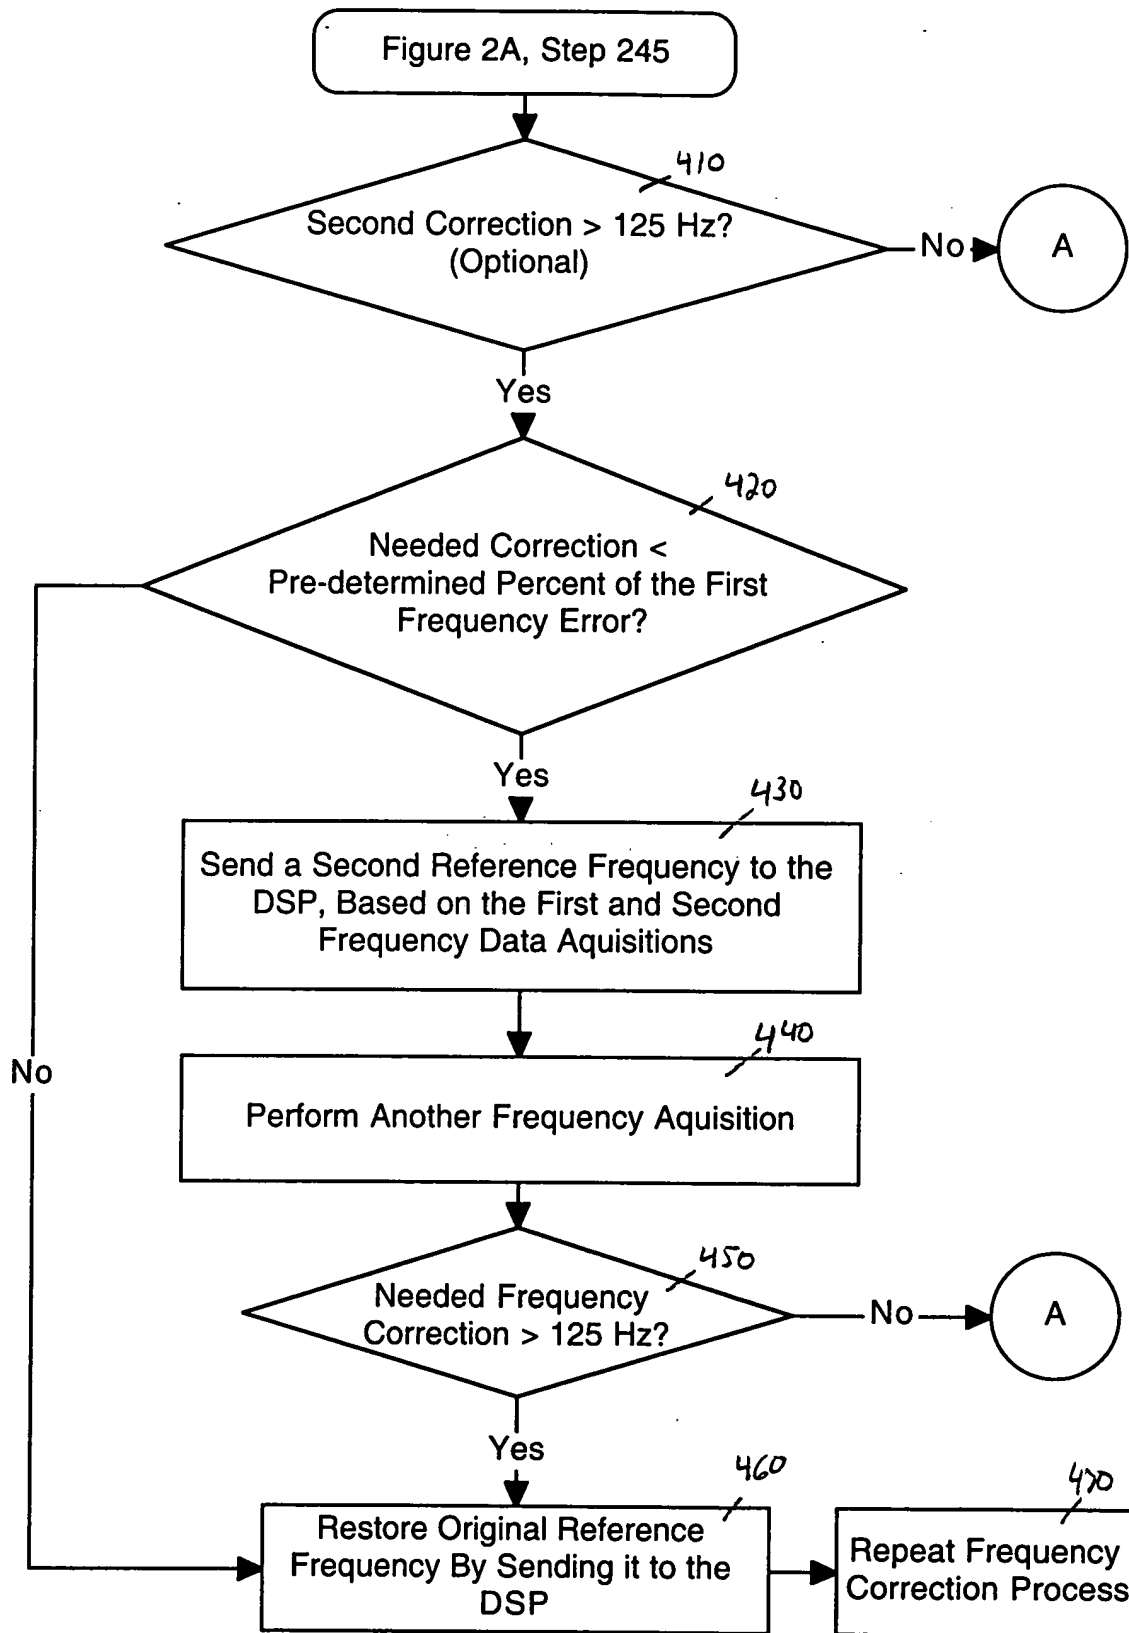 Figure 2A, Step 245
410
Second Correction > 125 Hz?
(Optional)
No
A
Yes
420
Needed Correction <
Pre-determined Percent of the First
Frequency Error?
Yes
430
Send a Second Reference Frequency to the
DSP, Based on the First and Second
Frequency Data Aquisitions
440
No
Perform Another Frequency Aquisition
450
Needed Frequency
Correction > 125 Hz?
No
A
Yes
460
Restore Original Reference
Frequency By Sending it to the
DSP
470
Repeat Frequency
Correction Process